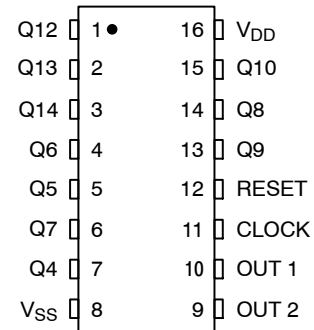 Q12 1 16 VDD
Q13 2 15 Q10
Q14 3 14 Q8
Q6 4 13 Q9
Q5 5 12 RESET
Q7 6 11 CLOCK
Q4 7 10 OUT 1
VSS 8 9 OUT 2